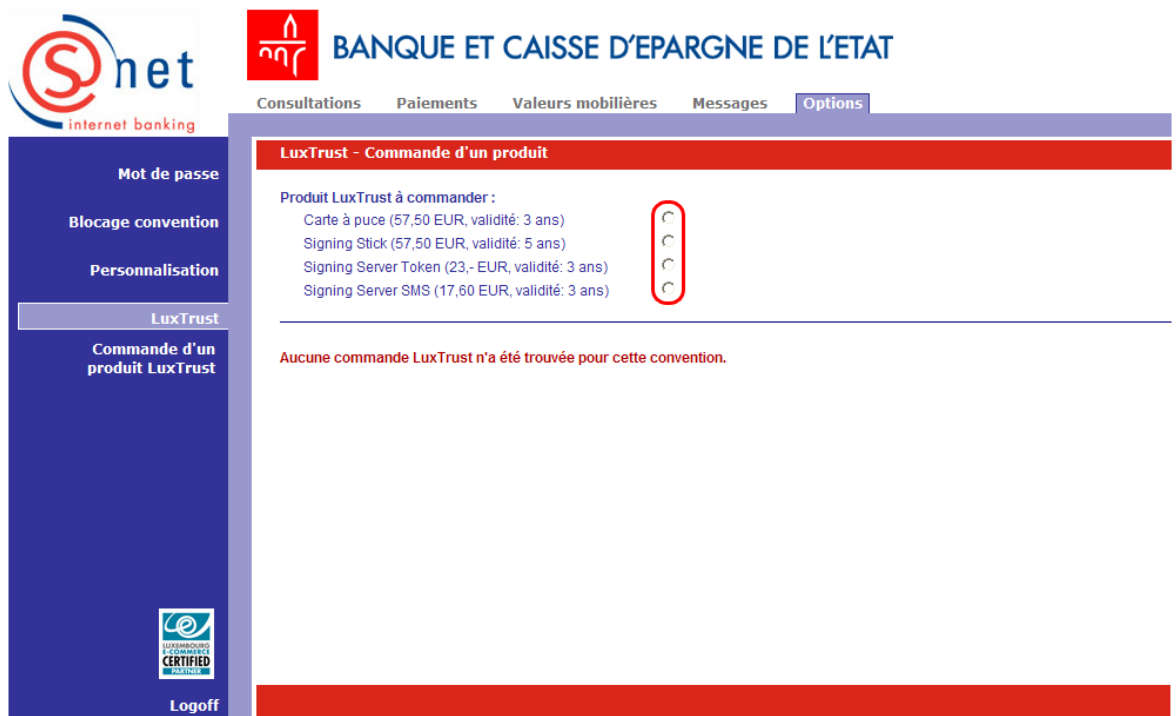 S net
internet banking
BANQUE ET CAISSE D'EPARGNE DE L'ETAT
Consultations Paiements Valeurs mobilières Messages Options
Mot de passe
Blocage convention
Personnalisation
LuxTrust
Commande d'un
produit LuxTrust
LuxTrust - Commande d'un produit
Produit LuxTrust à commander :
Carte à puce (57,50 EUR, validité: 3 ans)
Signing Stick (57,50 EUR, validité: 5 ans)
Signing Server Token (23,- EUR, validité: 3 ans)
Signing Server SMS (17,60 EUR, validité: 3 ans)
Aucune commande LuxTrust n'a été trouvée pour cette convention.
e
LUXEMBOURG
E-COMMERCE
CERTIFIED
PARTNER
Logoff